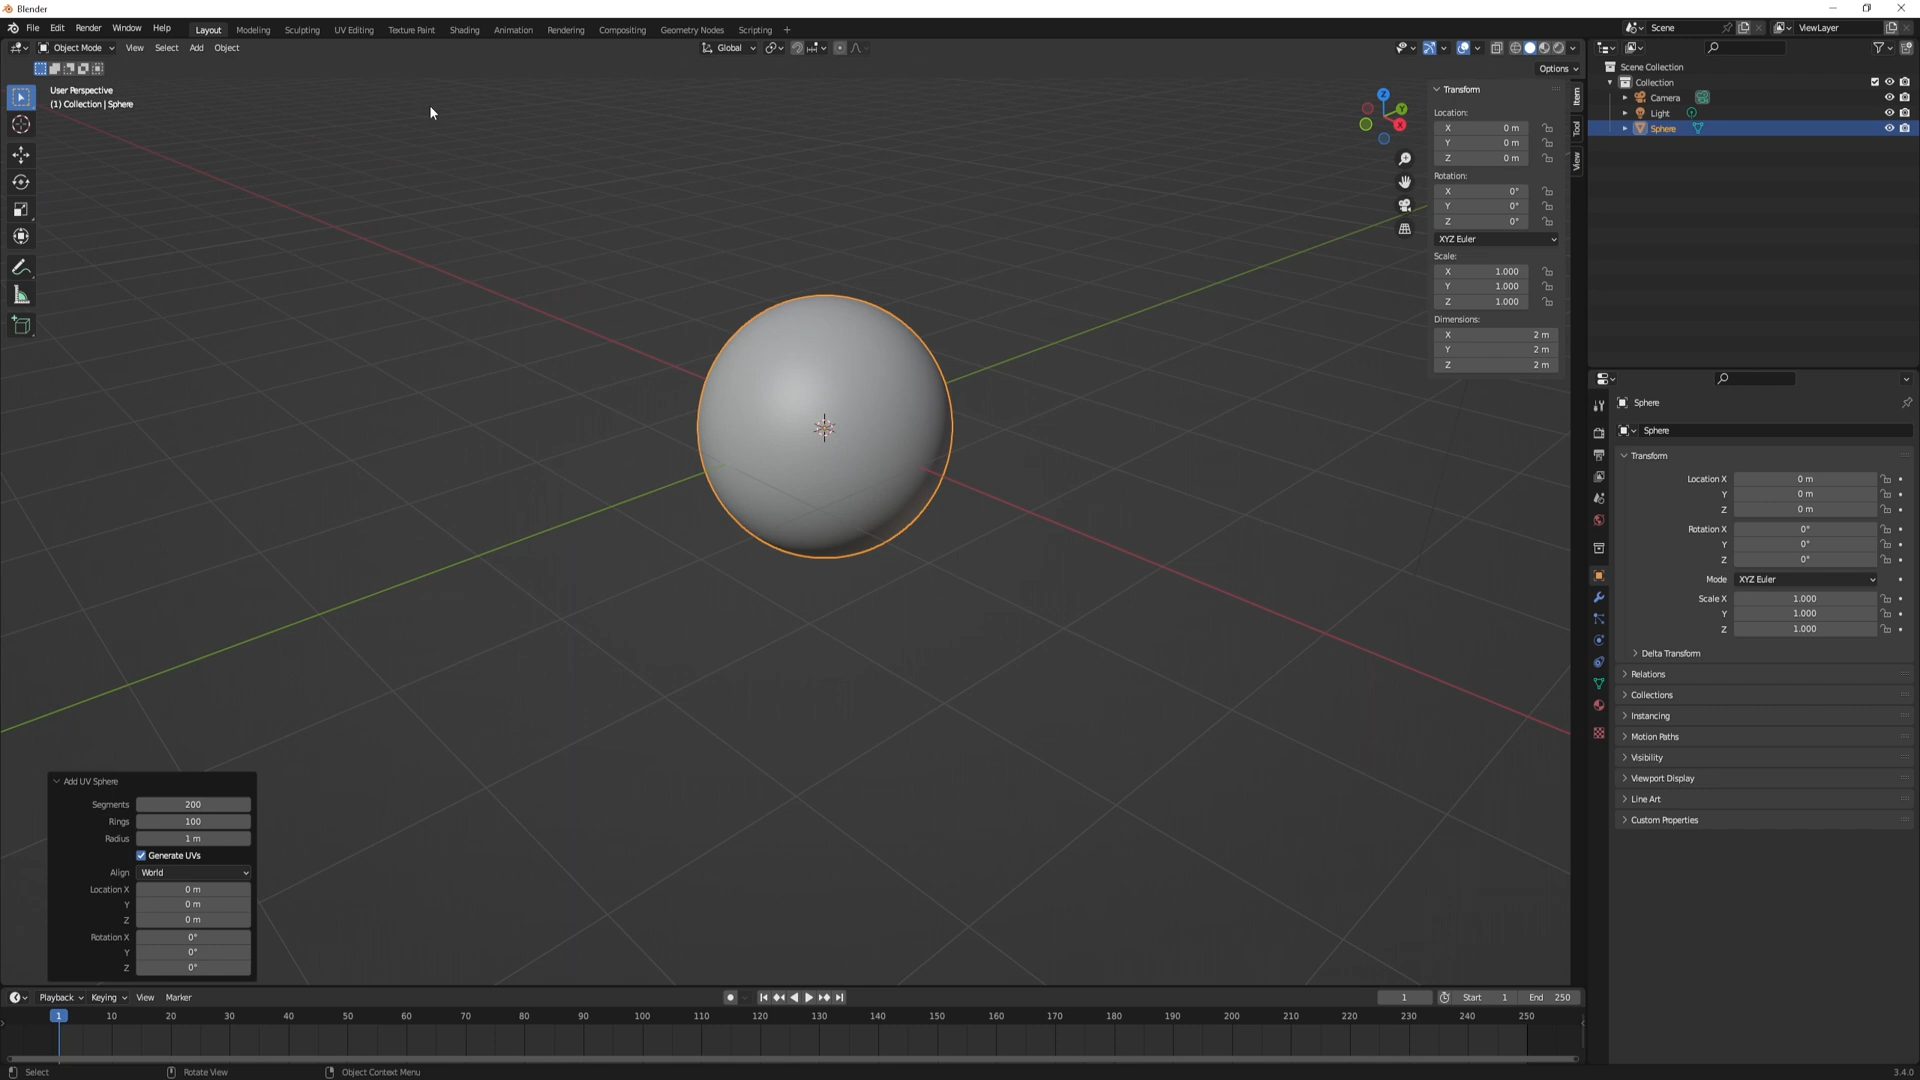 Blender
File Edit Render Window Help Layout Modeling Sculpting UV Editing Texture Paint Shading Animation Rendering Compositing Geometry Nodes Scripting + Scene ViewLayer
Object Mode View Select Add Object Global
Options
User Perspective
(1) Collection | Sphere
Z
Y
X
Transform
Location:
X 0 m
Y 0 m
Z 0 m
Rotation:
X 0°
Y 0°
Z 0°
XYZ Euler
Scale:
X 1.000
Y 1.000
Z 1.000
Dimensions:
X 2 m
Y 2 m
Z 2 m
Item
Tool
View
Scene Collection
Collection
Camera
Light
Sphere
Sphere
Sphere
Transform
Location X 0 m
Y 0 m
Z 0 m
Rotation X 0°
Y 0°
Z 0°
Mode XYZ Euler
Scale X 1.000
Y 1.000
Z 1.000
Delta Transform
Relations
Collections
Instancing
Motion Paths
Visibility
Viewport Display
Line Art
Custom Properties
Add UV Sphere
Segments 200
Rings 100
Radius 1 m
Generate UVs
Align World
Location X 0 m
Y 0 m
Z 0 m
Rotation X 0°
Y 0°
Z 0°
Playback Keying View Marker 1 Start 1 End 250
1 10 20 30 40 50 60 70 80 90 100 110 120 130 140 150 160 170 180 190 200 210 220 230 240 250
Select Rotate View Object Context Menu 3.4.0